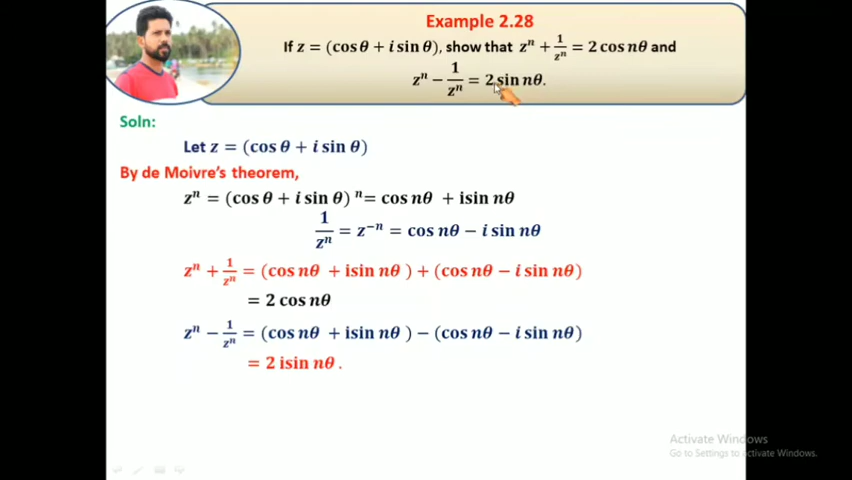 Example 2.28
If z = (cos θ + i sin θ), show that zⁿ + 1/zⁿ = 2 cos nθ and
zⁿ − 1/zⁿ = 2 sin nθ.
Soln:
Let z = (cos θ + i sin θ)
By de Moivre's theorem,
zⁿ = (cos θ + i sin θ) ⁿ= cos nθ + isin nθ
1/zⁿ = z⁻ⁿ = cos nθ − i sin nθ
zⁿ + 1/zⁿ = (cos nθ + isin nθ ) + (cos nθ − i sin nθ)
= 2 cos nθ
zⁿ − 1/zⁿ = (cos nθ + isin nθ ) − (cos nθ − i sin nθ)
= 2 isin nθ .
Activate Windows
Go to Settings to Activate Windows.